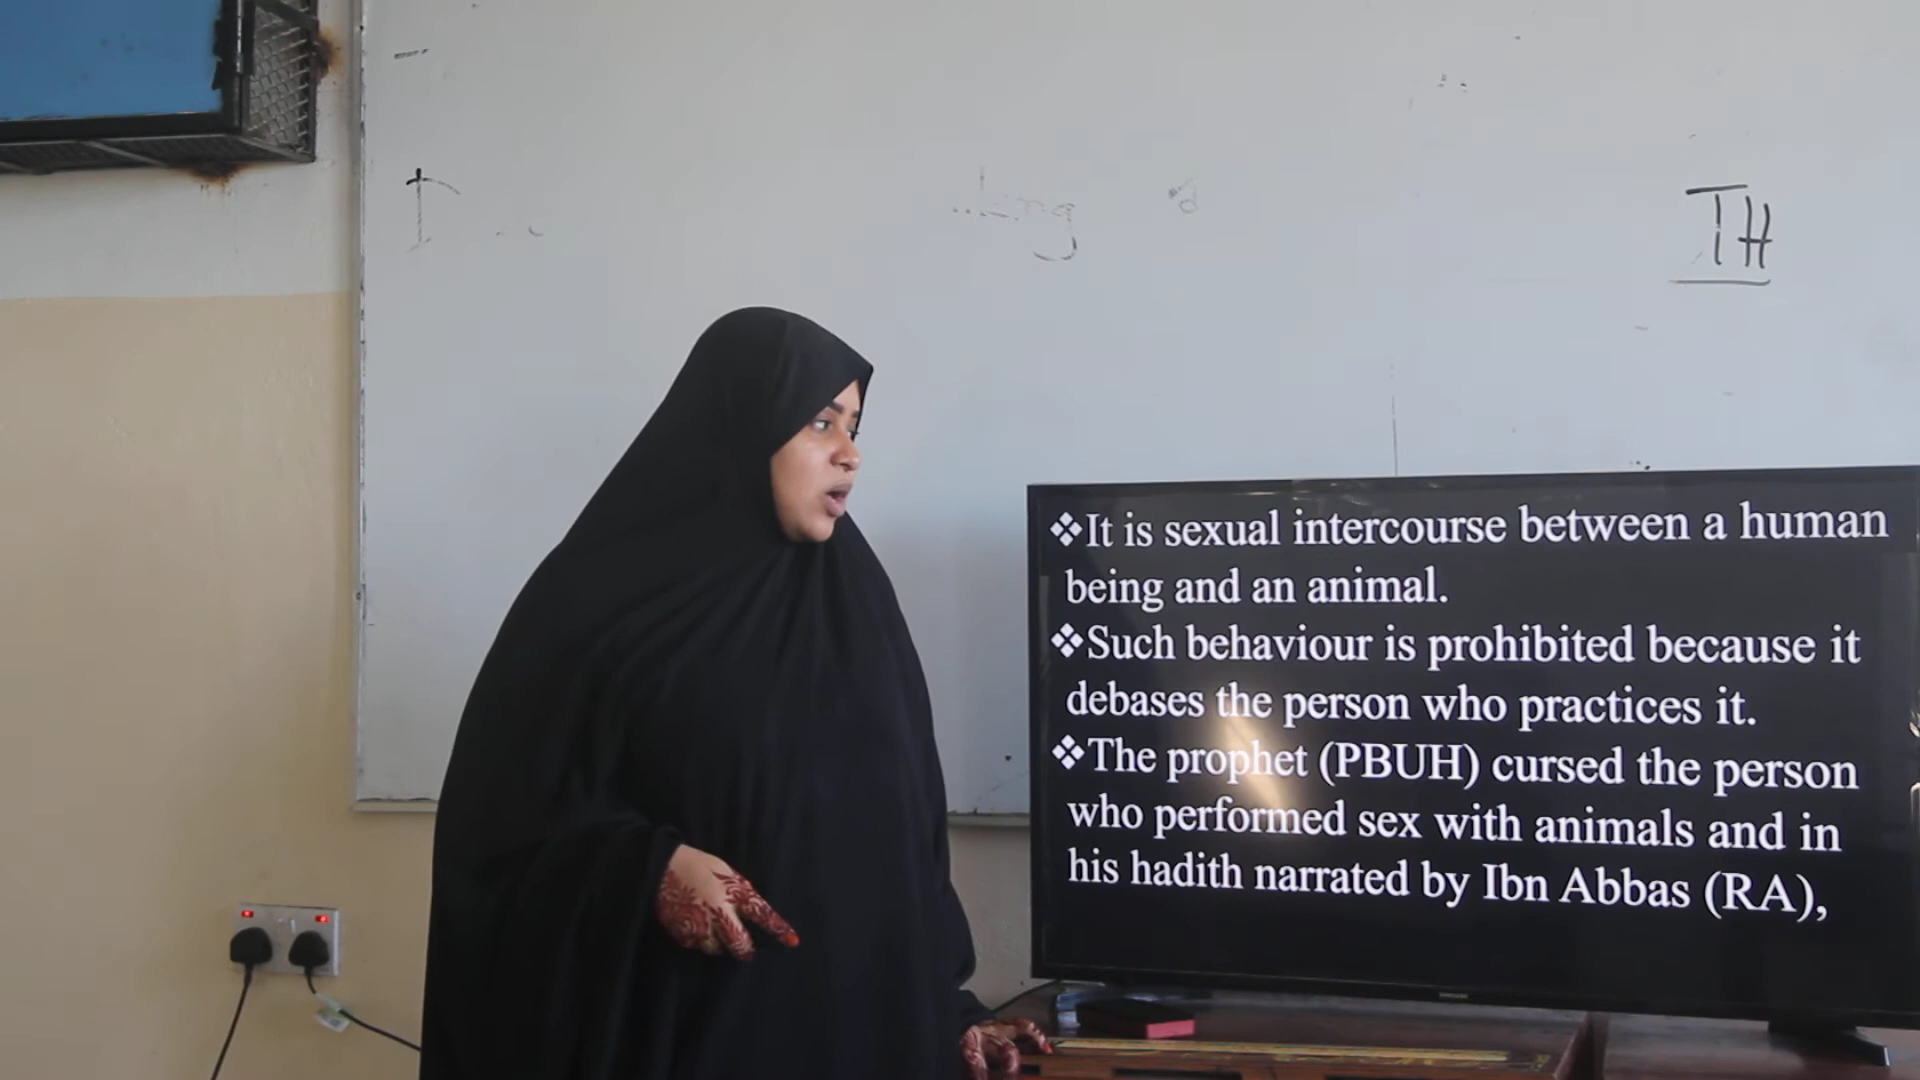 TH
❖It is sexual intercourse between a human
being and an animal.
❖Such behaviour is prohibited because it
debases the person who practices it.
❖The prophet (PBUH) cursed the person
who performed sex with animals and in
his hadith narrated by Ibn Abbas (RA),